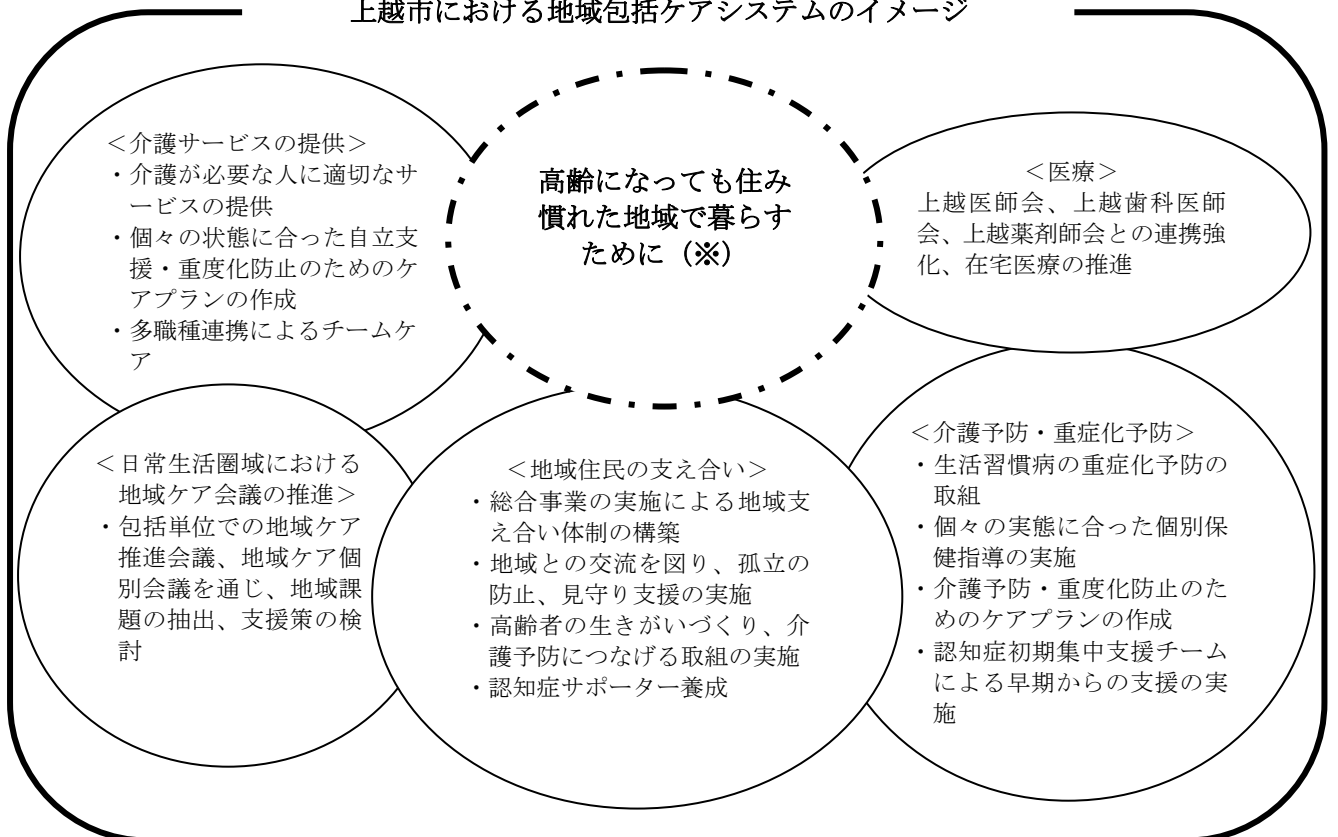 上越市における地域包括ケアシステムのイメージ
＜介護サービスの提供＞
・介護が必要な人に適切なサ
ービスの提供
・個々の状態に合った自立支
援・重度化防止のためのケ
アプランの作成
・多職種連携によるチームケ
ア
高齢になっても住み
慣れた地域で暮らす
ために（※）
＜医療＞
上越医師会、上越歯科医師
会、上越薬剤師会との連携強
化、在宅医療の推進
＜日常生活圏域における
地域ケア会議の推進＞
・包括単位での地域ケア
推進会議、地域ケア個
別会議を通じ、地域課
題の抽出、支援策の検
討
＜地域住民の支え合い＞
・総合事業の実施による地域支
え合い体制の構築
・地域との交流を図り、孤立の
防止、見守り支援の実施
・高齢者の生きがいづくり、介
護予防につなげる取組の実施
・認知症サポーター養成
＜介護予防・重症化予防＞
・生活習慣病の重症化予防の
取組
・個々の実態に合った個別保
健指導の実施
・介護予防・重度化防止のた
めのケアプランの作成
・認知症初期集中支援チーム
による早期からの支援の実
施